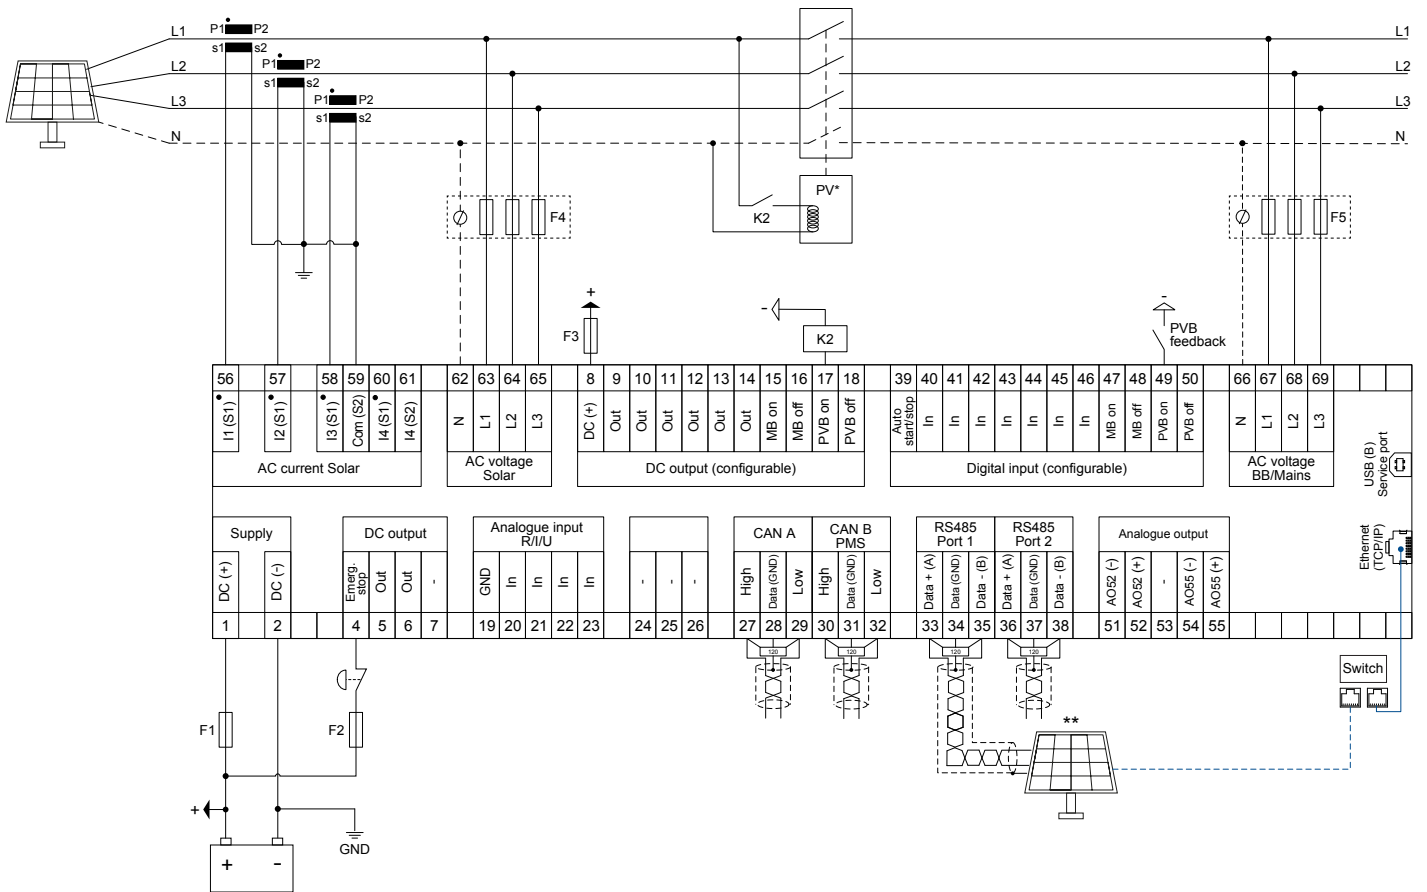 L1
P1 P2
s1 s2
L1
P1 P2
L2
s1 s2
L2
P1 P2
L3
s1 s2
L3
N
N
PV*
K2
F4
F5
+
F3
-
K2
-
PVB
feedback
56 57 58 59 60 61 62 63 64 65 8 9 10 11 12 13 14 15 16 17 18 39 40 41 42 43 44 45 46 47 48 49 50 66 67 68 69
I1 (S1)
I2 (S1)
I3 (S1)
Com (S2)
I4 (S1)
I4 (S2)
N
L1
L2
L3
DC (+)
Out
Out
Out
Out
Out
Out
MB on
MB off
PVB on
PVB off
Auto
start/stop
In
In
In
In
In
In
In
MB on
MB off
PVB on
PVB off
N
L1
L2
L3
AC current Solar
AC voltage
Solar
DC output (configurable)
Digital input (configurable)
AC voltage
BB/Mains
USB (B)
Service port
Supply
DC output
Analogue input
R/I/U
CAN A
CAN B
PMS
RS485
Port 1
RS485
Port 2
Analogue output
Ethernet
(TCP/IP)
DC (+)
DC (-)
Emerg.
stop
Out
Out
-
GND
In
In
In
In
-
-
-
High
Data (GND)
Low
High
Data (GND)
Low
Data + (A)
Data (GND)
Data - (B)
Data + (A)
Data (GND)
Data - (B)
AO52 (-)
AO52 (+)
-
AO55 (-)
AO55 (+)
1 2 4 5 6 7 19 20 21 22 23 24 25 26 27 28 29 30 31 32 33 34 35 36 37 38 51 52 53 54 55
120
120
120
120
Switch
F1
F2
**
+
GND
+ -